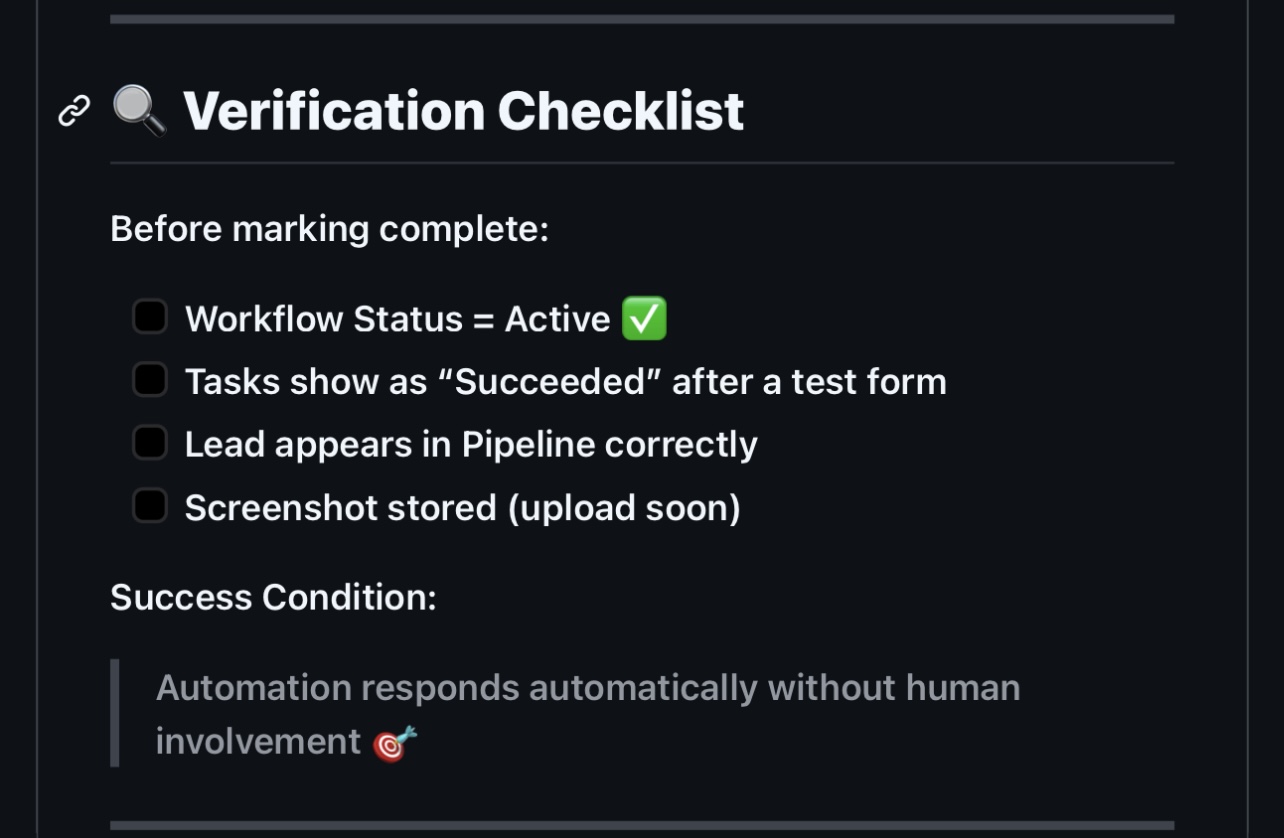 🔍 Verification Checklist
Before marking complete:
Workflow Status = Active ✅
Tasks show as “Succeeded” after a test form
Lead appears in Pipeline correctly
Screenshot stored (upload soon)
Success Condition:
Automation responds automatically without human
involvement 🎯